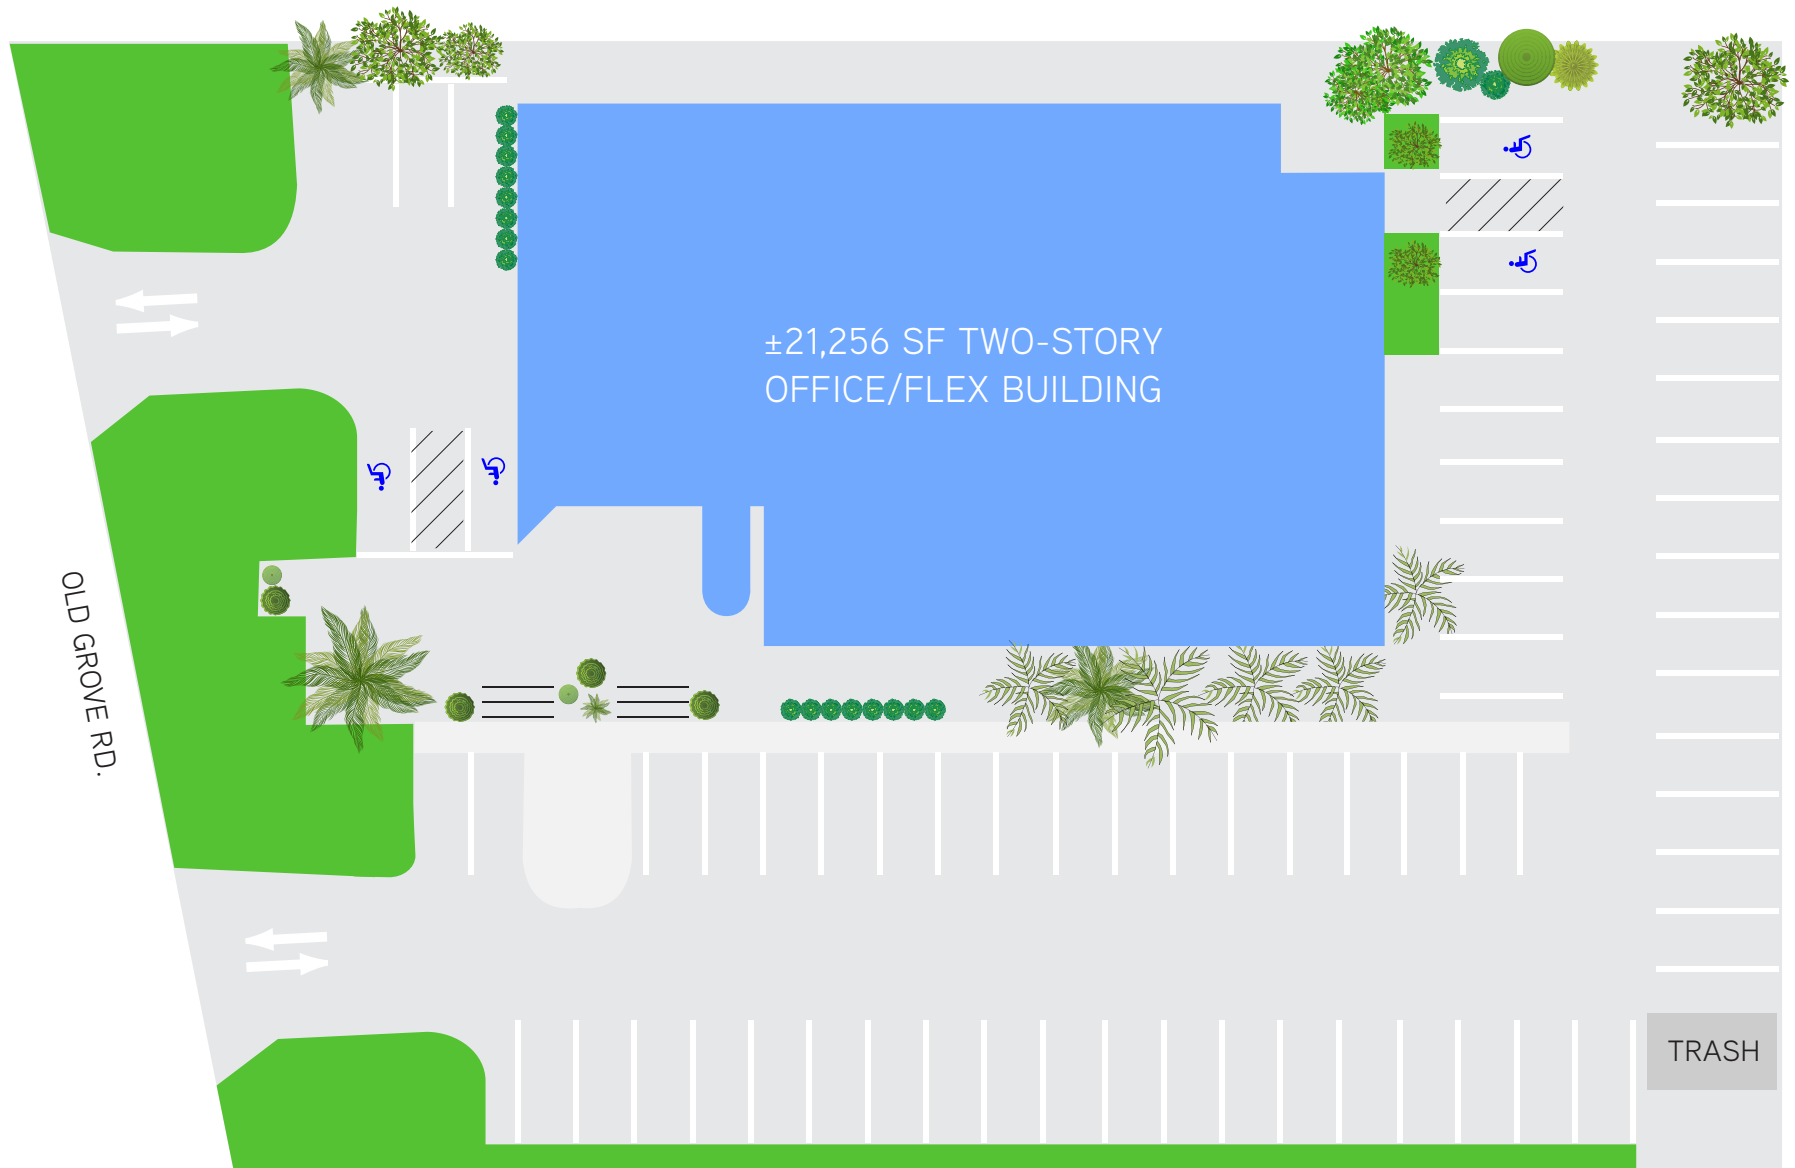 ±21,256 SF TWO-STORY
OFFICE/FLEX BUILDING
OLD GROVE RD.
TRASH